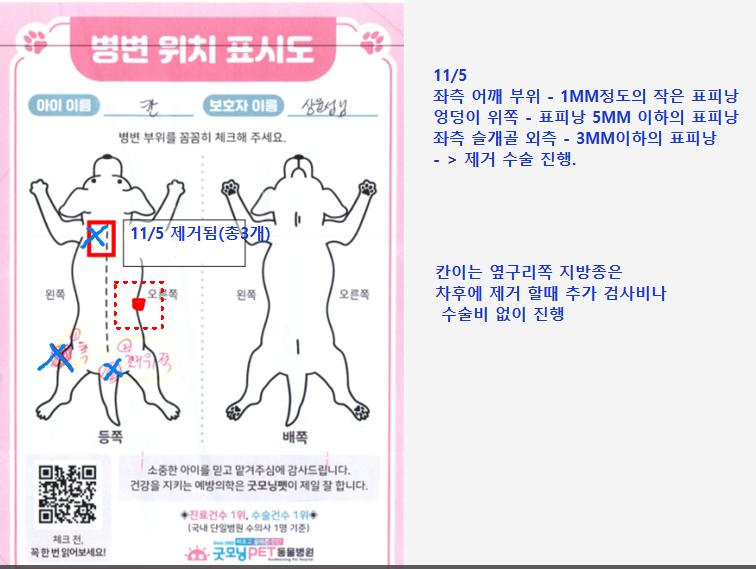 병변 위치 표시도
아이 이름 칸 보호자 이름
병변 부위를 꼼꼼히 체크해 주세요.
11/5 제거됨(총3개)
왼쪽 오른쪽
왼쪽 오른쪽
등쪽
배쪽
소중한 아이를 믿고 맡겨주심에 감사드립니다.
건강을 지키는 예방의학은 굿모닝펫이 제일 잘 합니다.
◈진료건수 1위, 수술건수 1위◈
(국내 단일병원 수의사 1명 기준)
체크 전,
꼭 한 번 읽어보세요!
굿모닝PET동물병원
11/5
좌측 어깨 부위 - 1MM정도의 작은 표피낭
엉덩이 위쪽 - 표피낭 5MM 이하의 표피낭
좌측 슬개골 외측 - 3MM이하의 표피낭
- > 제거 수술 진행.
칸이는 옆구리쪽 지방종은
차후에 제거 할때 추가 검사비나
수술비 없이 진행